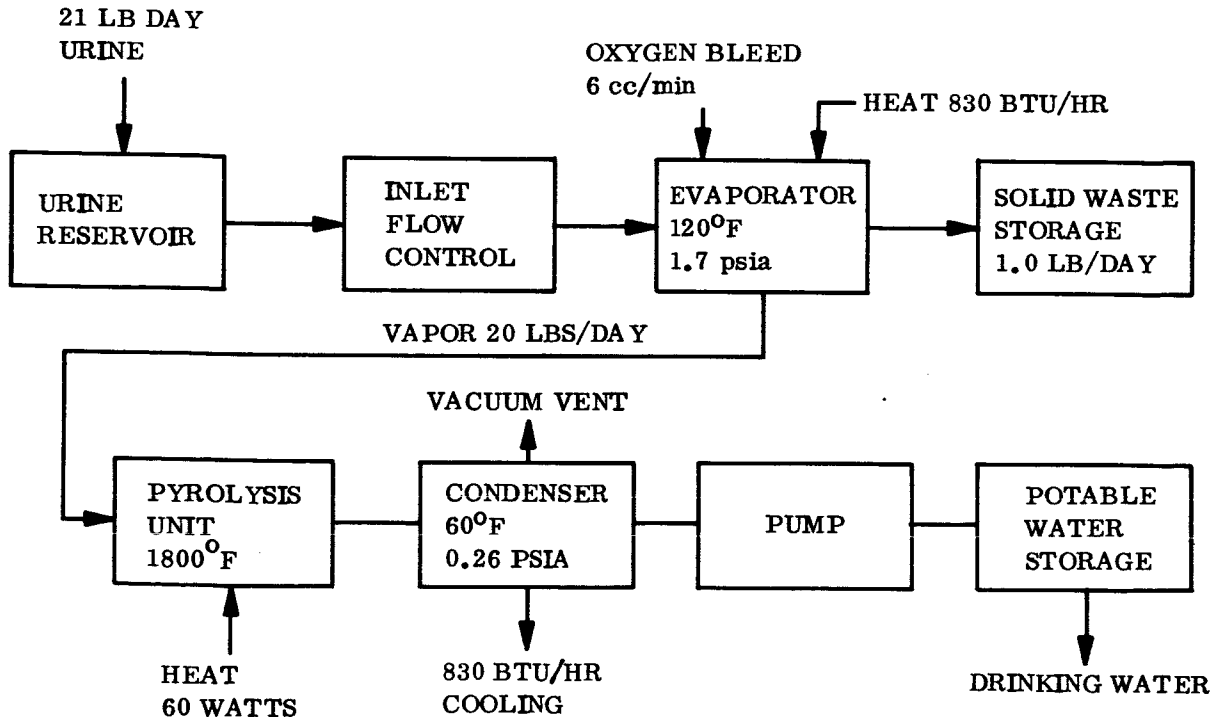 21 LB DAY
URINE
OXYGEN BLEED
6 cc/min
HEAT 830 BTU/HR
URINE
RESERVOIR
INLET
FLOW
CONTROL
EVAPORATOR
120°F
1.7 psia
SOLID WASTE
STORAGE
1.0 LB/DAY
VAPOR 20 LBS/DAY
VACUUM VENT
PYROLYSIS
UNIT
1800°F
CONDENSER
60°F
0.26 PSIA
PUMP
POTABLE
WATER
STORAGE
HEAT
60 WATTS
830 BTU/HR
COOLING
DRINKING WATER